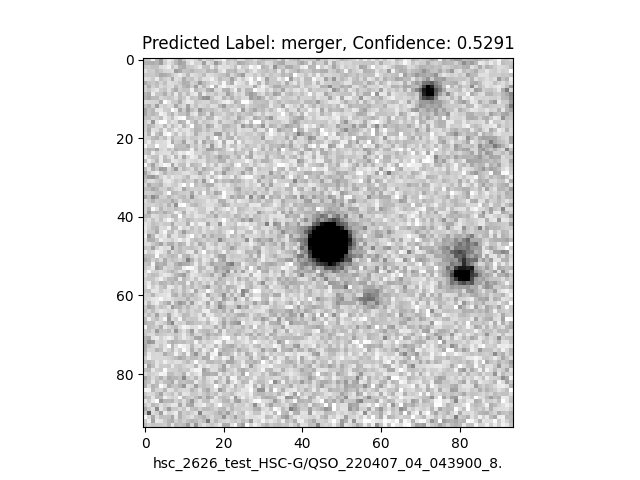 Predicted Label: merger, Confidence: 0.5291
0
20
40
60
80
0 20 40 60 80
hsc_2626_test_HSC-G/QSO_220407_04_043900_8.